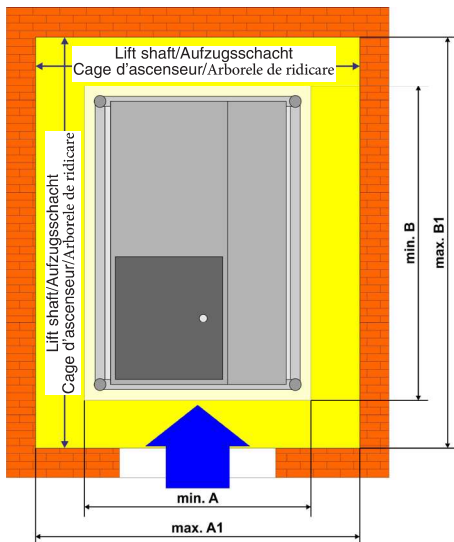 Lift shaft/Aufzugsschacht
Cage d'ascenseur/Arborele de ridicare
Lift shaft/Aufzugsschacht
Cage d'ascenseur/Arborele de ridicare
min. B
max. B1
min. A
max. A1